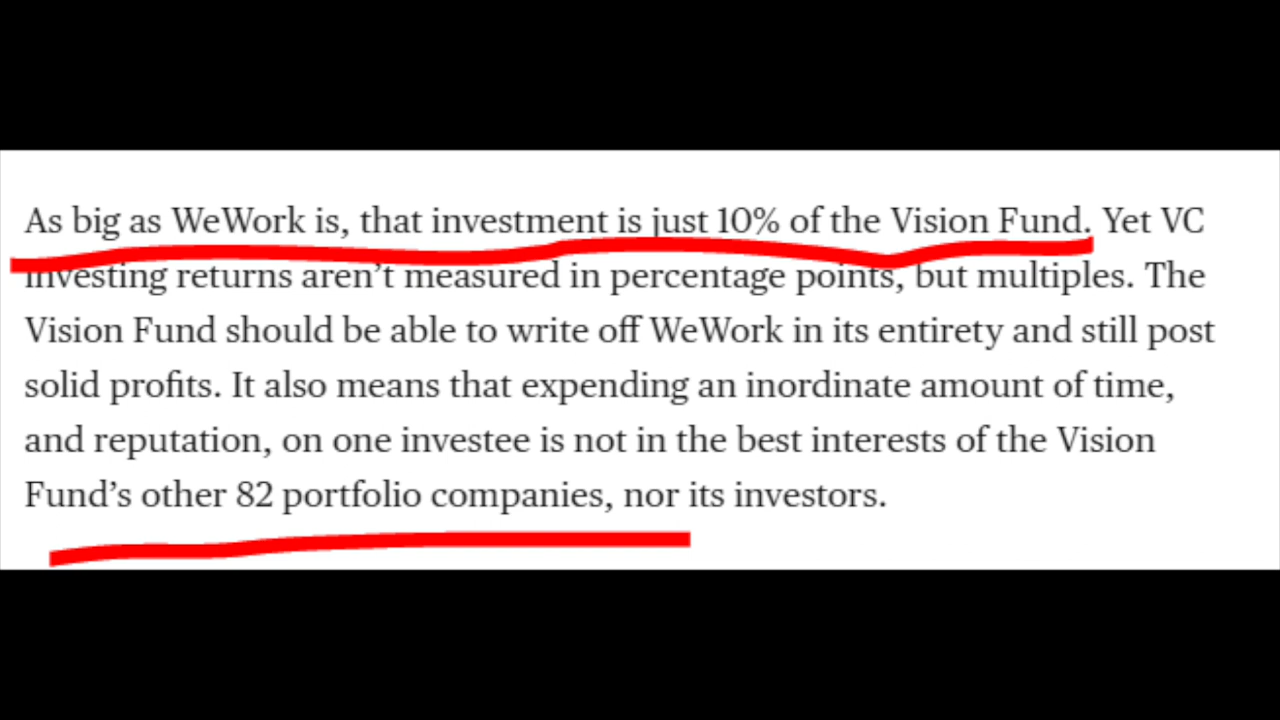 As big as WeWork is, that investment is just 10% of the Vision Fund. Yet VC
investing returns aren’t measured in percentage points, but multiples. The
Vision Fund should be able to write off WeWork in its entirety and still post
solid profits. It also means that expending an inordinate amount of time,
and reputation, on one investee is not in the best interests of the Vision
Fund’s other 82 portfolio companies, nor its investors.